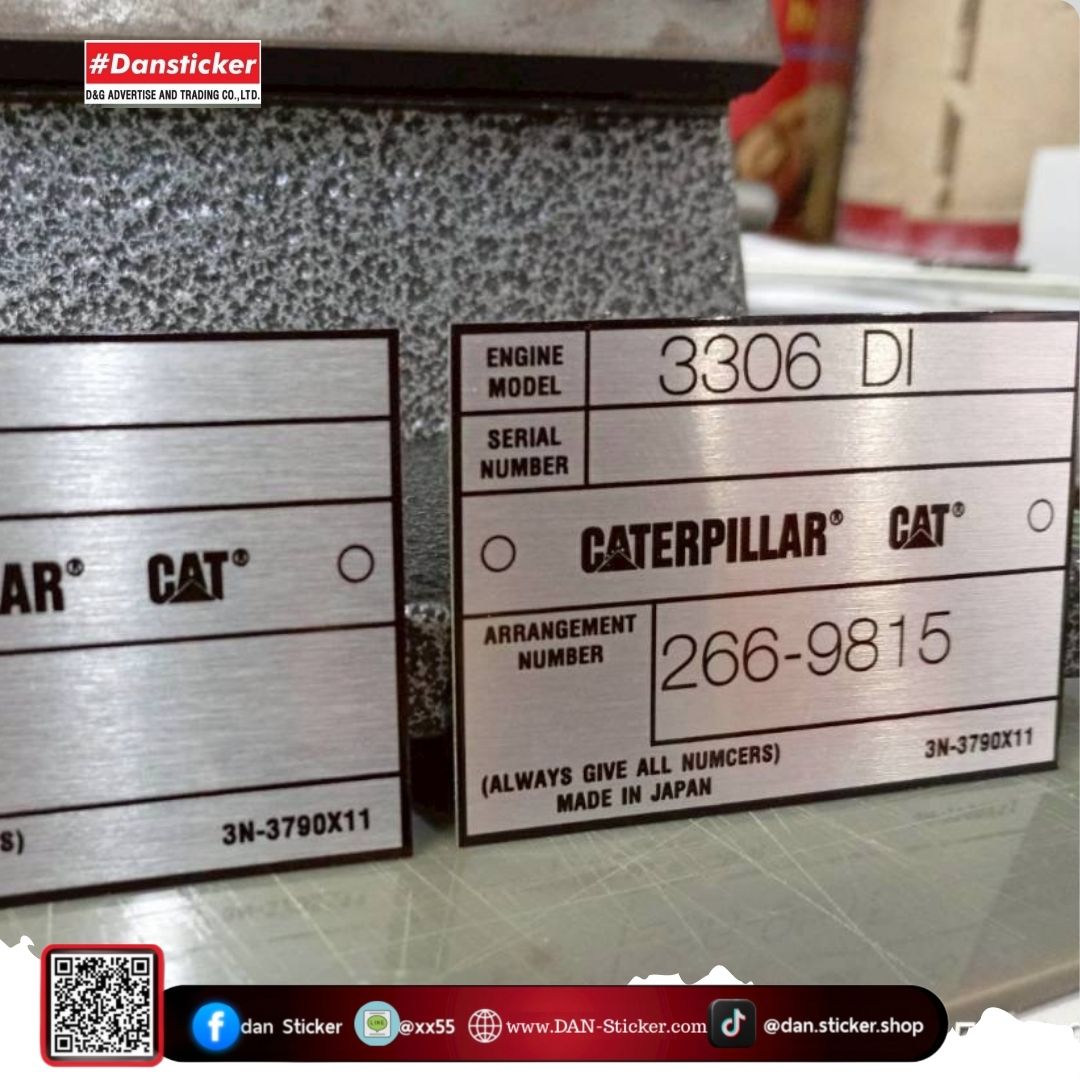 #Dansticker
D&G ADVERTISE AND TRADING CO.,LTD.
ENGINE
MODEL
3306 DI
SERIAL
NUMBER
CATERPILLAR® CAT®
ARRANGEMENT
NUMBER
266-9815
(ALWAYS GIVE ALL NUMCERS)
MADE IN JAPAN
3N-3790X11
LAR® CAT®
S)
3N-3790X11
dan Sticker
LINE
@xx55
www.DAN-Sticker.com
@dan.sticker.shop